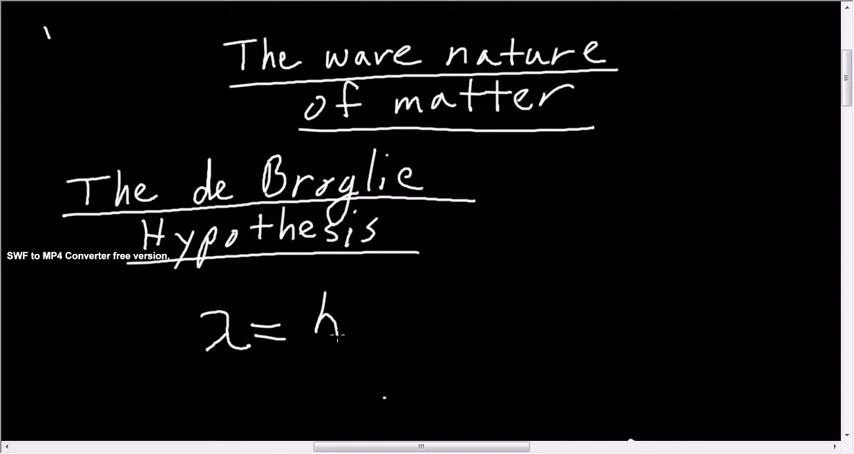 The wave nature
of matter
The de Broglie
Hypothesis
SWF to MP4 Converter free version.
λ= h